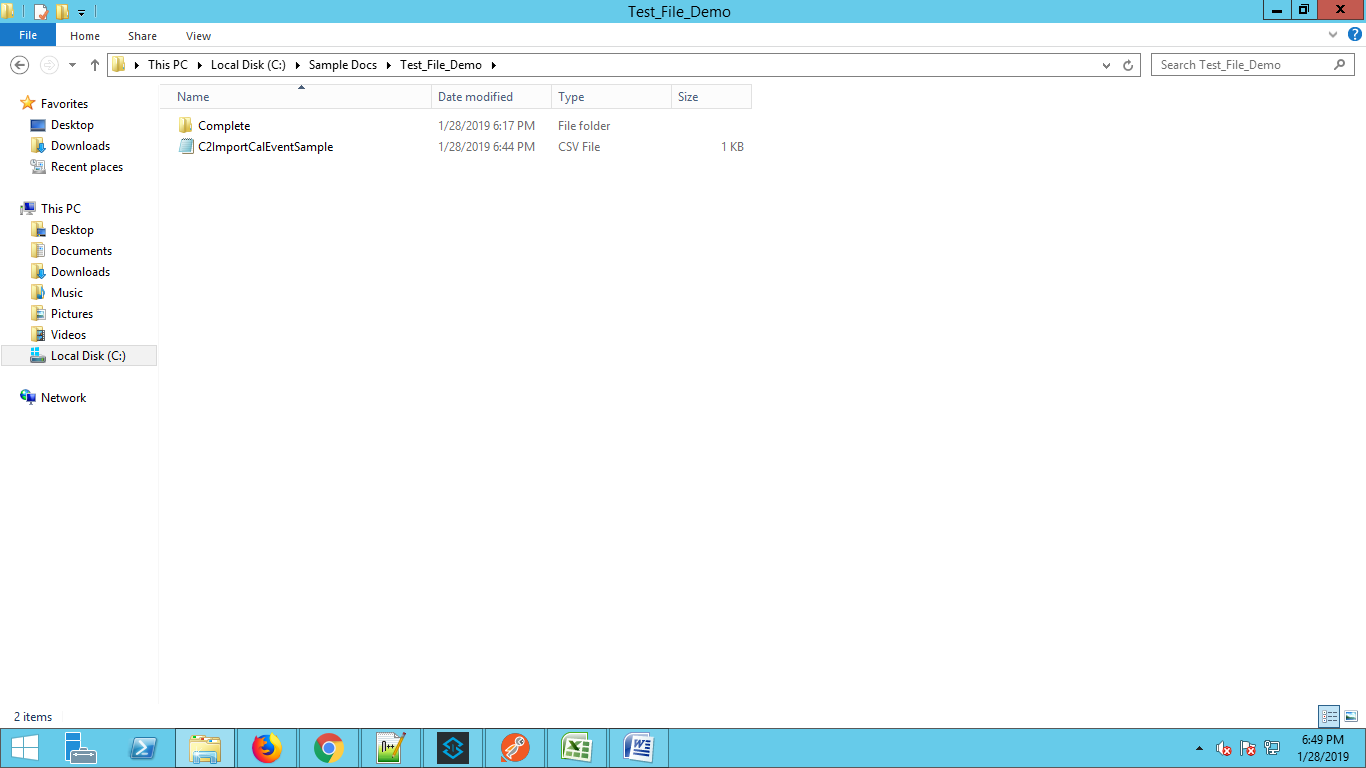 Test_File_Demo
File Home Share View
This PC Local Disk (C:) Sample Docs Test_File_Demo
Search Test_File_Demo
Name Date modified Type Size
Complete 1/28/2019 6:17 PM File folder
C2ImportCalEventSample 1/28/2019 6:44 PM CSV File 1 KB
Favorites
Desktop
Downloads
Recent places
This PC
Desktop
Documents
Downloads
Music
Pictures
Videos
Local Disk (C:)
Network
2 items
6:49 PM
1/28/2019